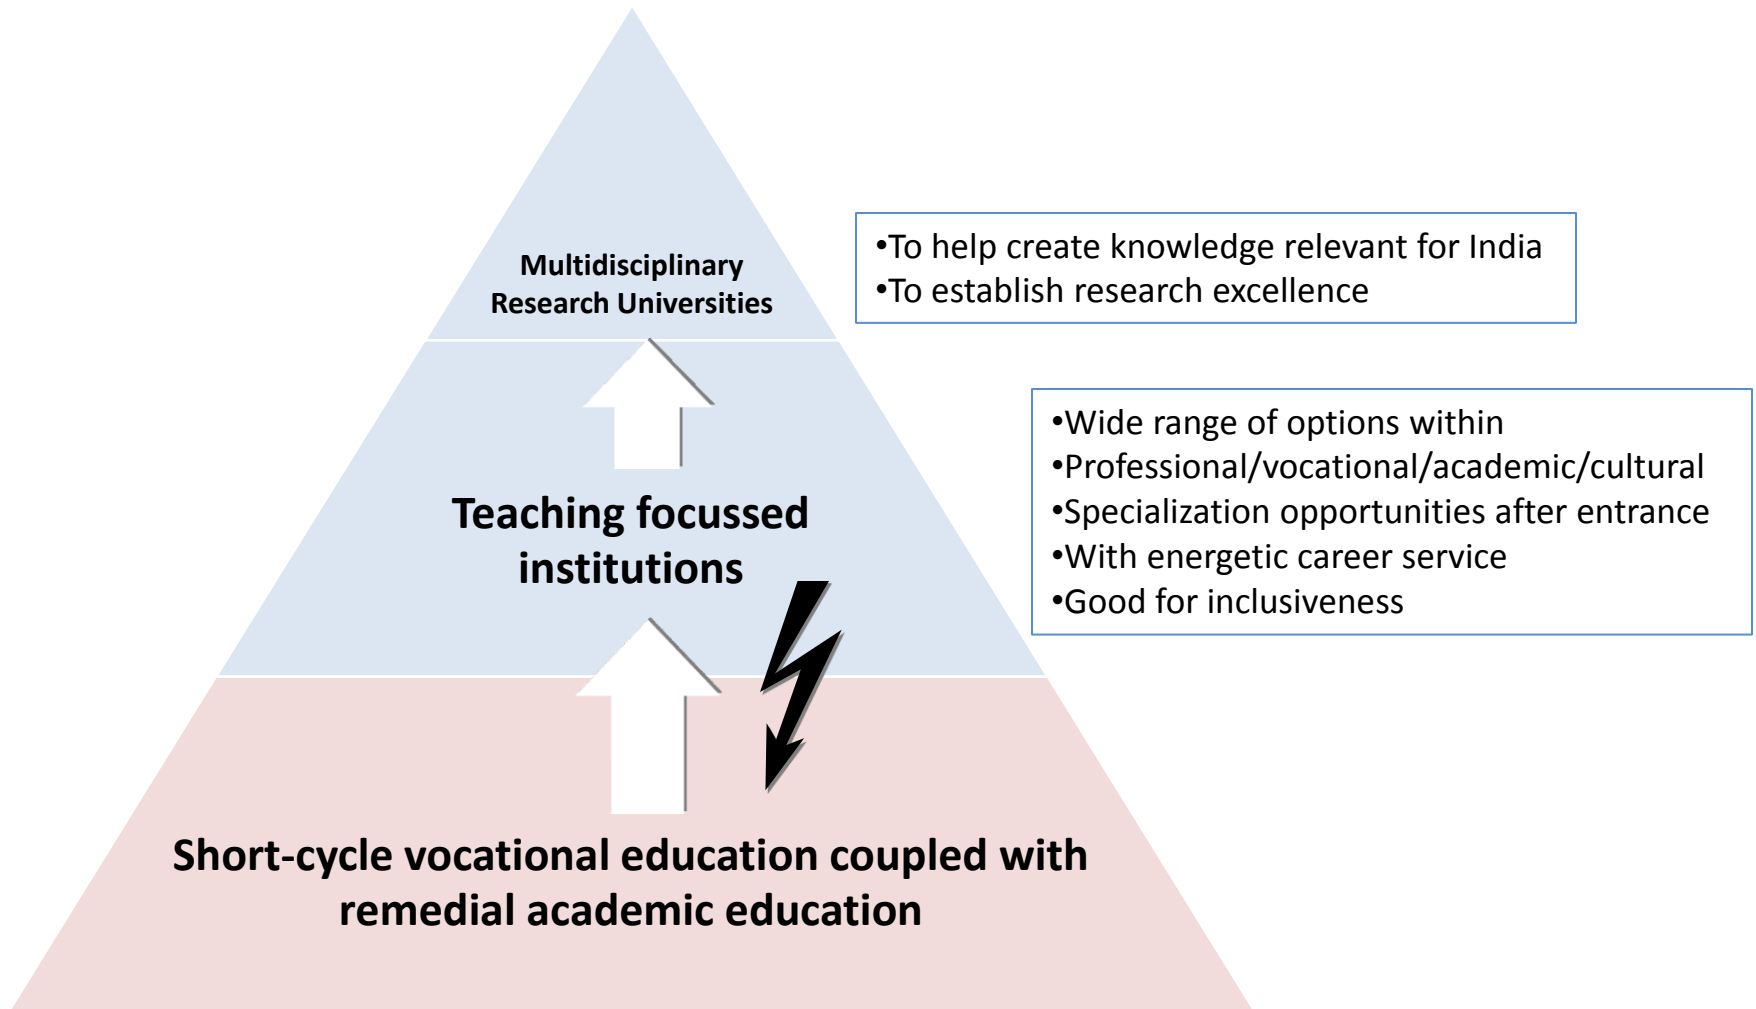 Multidisciplinary
Research Universities
•To help create knowledge relevant for India
•To establish research excellence
•Wide range of options within
•Professional/vocational/academic/cultural
•Specialization opportunities after entrance
•With energetic career service
•Good for inclusiveness
Teaching focussed
institutions
Short-cycle vocational education coupled with
remedial academic education